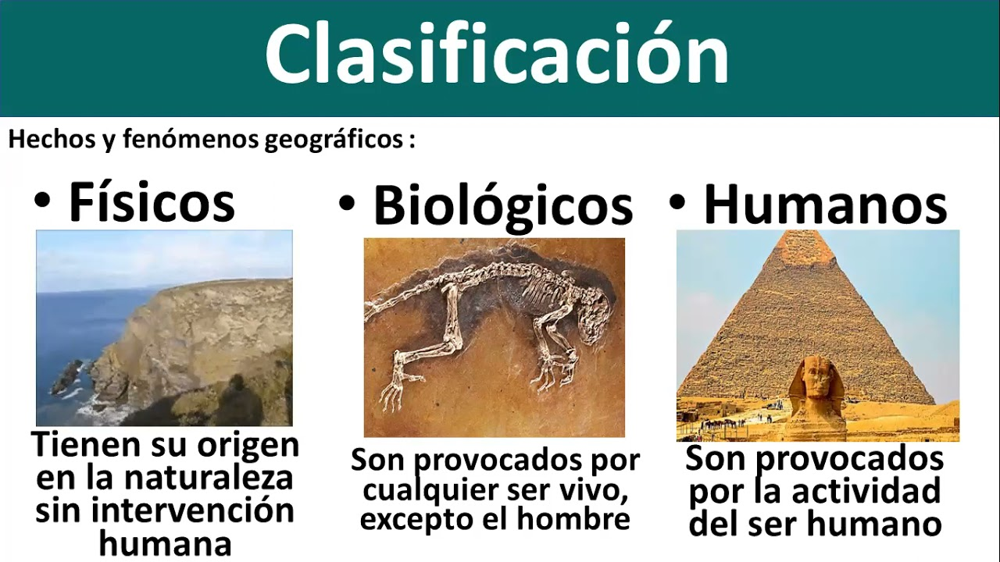 Clasificación
Hechos y fenómenos geográficos :
• Físicos
Tienen su origen
en la naturaleza
sin intervención
humana
• Biológicos
Son provocados por
cualquier ser vivo,
excepto el hombre
• Humanos
Son provocados
por la actividad
del ser humano